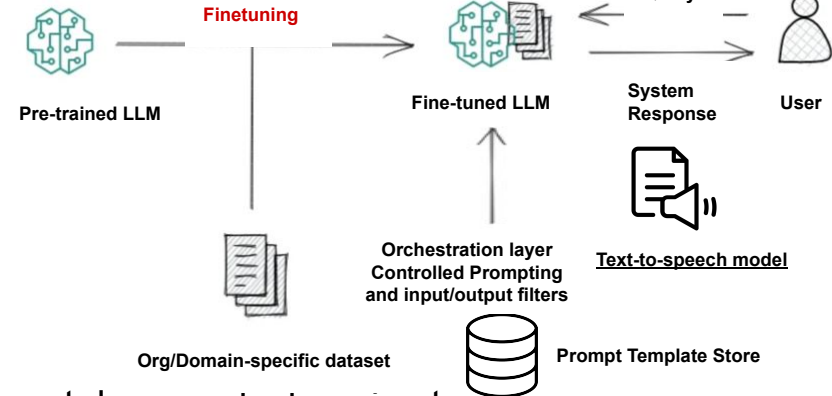 Finetuning
Pre-trained LLM
Fine-tuned LLM
System
Response
User
Orchestration layer
Controlled Prompting
and input/output filters
Text-to-speech model
Org/Domain-specific dataset
Prompt Template Store